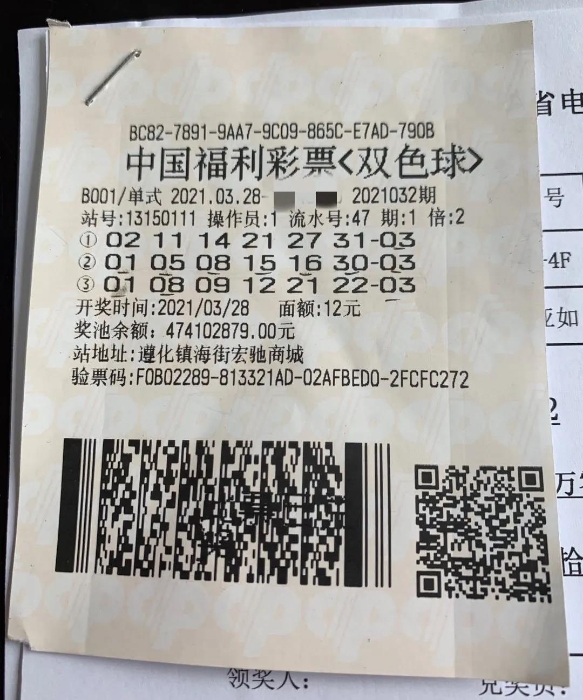 BC82-7891-9AA7-9C09-865C-E7AD-790B
中国福利彩票<双色球>
B001/单式 2021.03.28- 2021032期
站号:13150111 操作员:1 流水号:47 期:1 倍:2
① 02 11 14 21 27 31-03
② 01 05 08 15 16 30-03
③ 01 08 09 12 21 22-03
开奖时间:2021/03/28 面额:12元
奖池余额: 474102879.00元
站地址:遵化镇海街宏驰商城
验票码:F0B02289-813321AD-02AFBED0-2FCFC272
省电
号
-4F
亚如
2
万
拾
领奖人:
兑奖员: